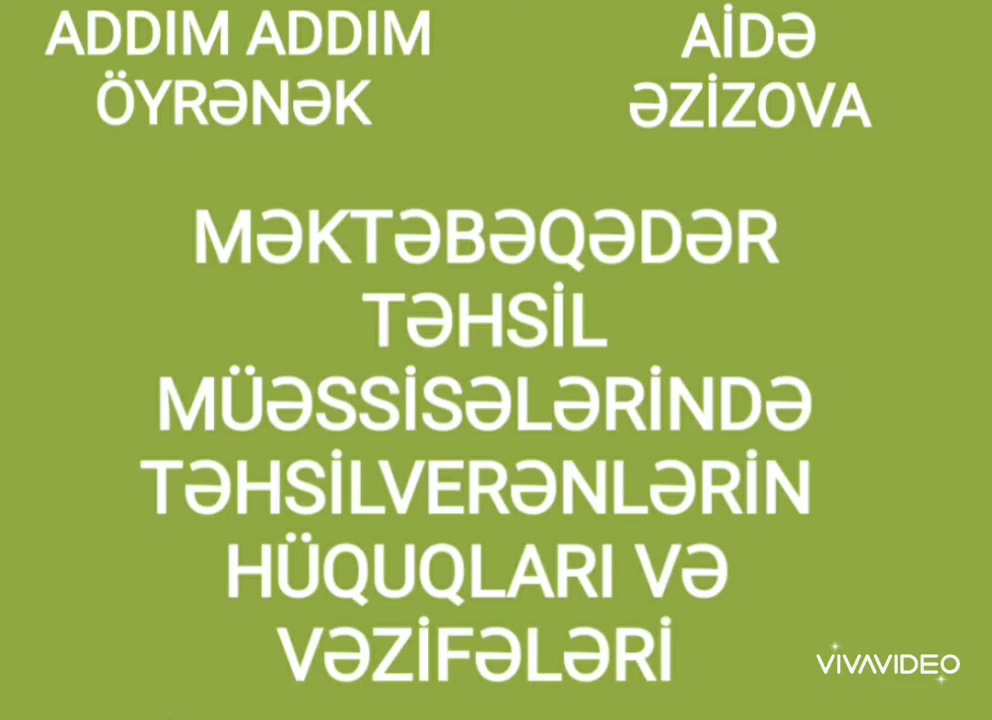 ADDIM ADDIM
ÖYRƏNƏK
AİDƏ
ƏZİZOVA
MƏKTƏBƏQƏDƏR
TƏHSİL
MÜƏSSİSƏLƏRİNDƏ
TƏHSİLVERƏNLƏRİN
HÜQUQLARI VƏ
VƏZİFƏLƏRİ
VIVAVIDEO